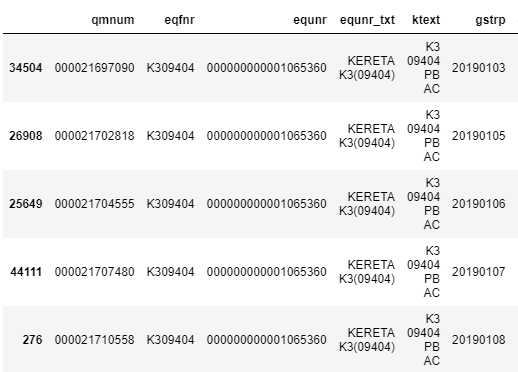 qmnum eqfnr equnr equnr_txt ktext gstrp
34504 000021697090 K309404 000000000001065360 KERETA K3(09404) K3 09404 PB AC 20190103
26908 000021702818 K309404 000000000001065360 KERETA K3(09404) K3 09404 PB AC 20190105
25649 000021704555 K309404 000000000001065360 KERETA K3(09404) K3 09404 PB AC 20190106
44111 000021707480 K309404 000000000001065360 KERETA K3(09404) K3 09404 PB AC 20190107
276 000021710558 K309404 000000000001065360 KERETA K3(09404) K3 09404 PB AC 20190108